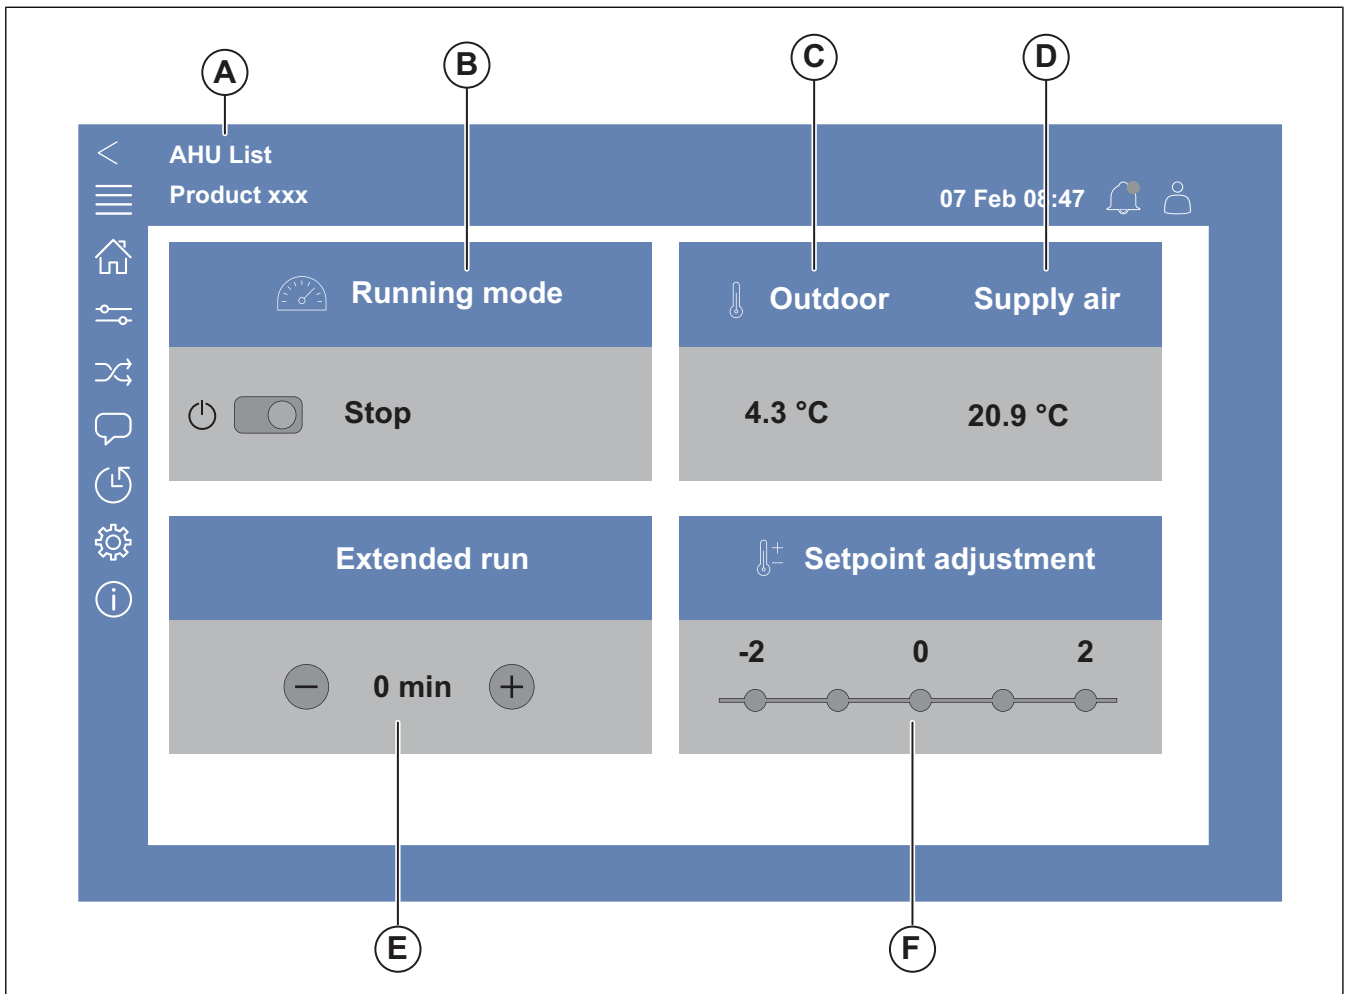 A
B
C
D
AHU List
Product xxx
07 Feb 08:47
Running mode
Outdoor
Supply air
Stop
4.3 °C
20.9 °C
Extended run
Setpoint adjustment
-2
0
2
0 min
E
F